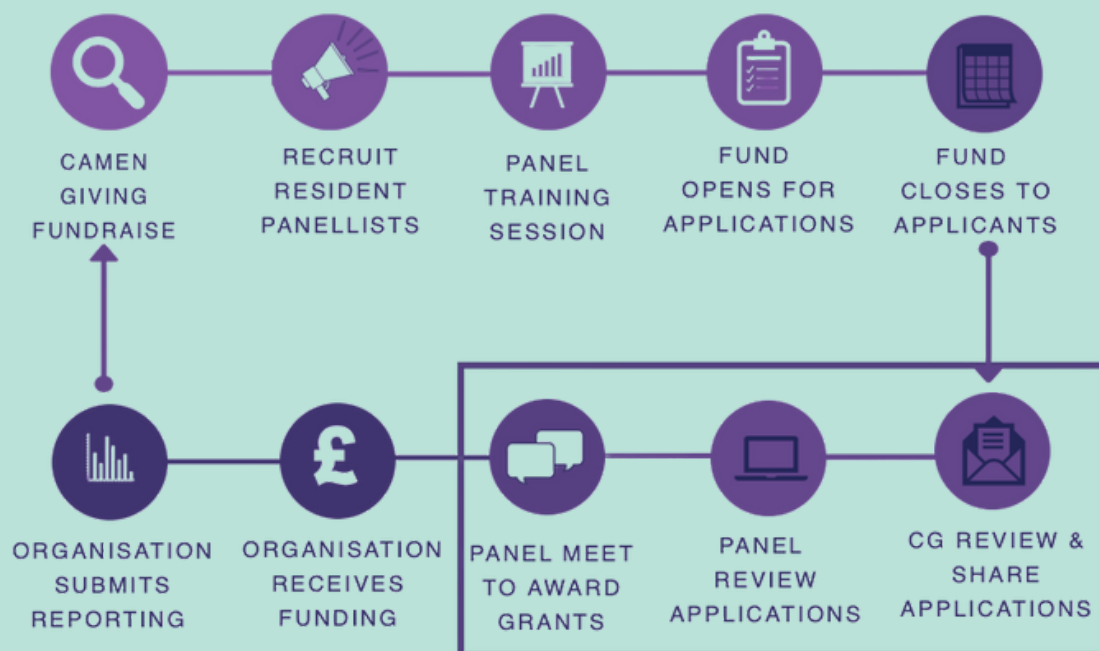 CAMEN
GIVING
FUNDRAISE
RECRUIT
RESIDENT
PANELLISTS
PANEL
TRAINING
SESSION
FUND
OPENS FOR
APPLICATIONS
FUND
CLOSES TO
APPLICANTS
ORGANISATION
SUBMITS
REPORTING
£
ORGANISATION
RECEIVES
FUNDING
PANEL MEET
TO AWARD
GRANTS
PANEL
REVIEW
APPLICATIONS
CG REVIEW &
SHARE
APPLICATIONS